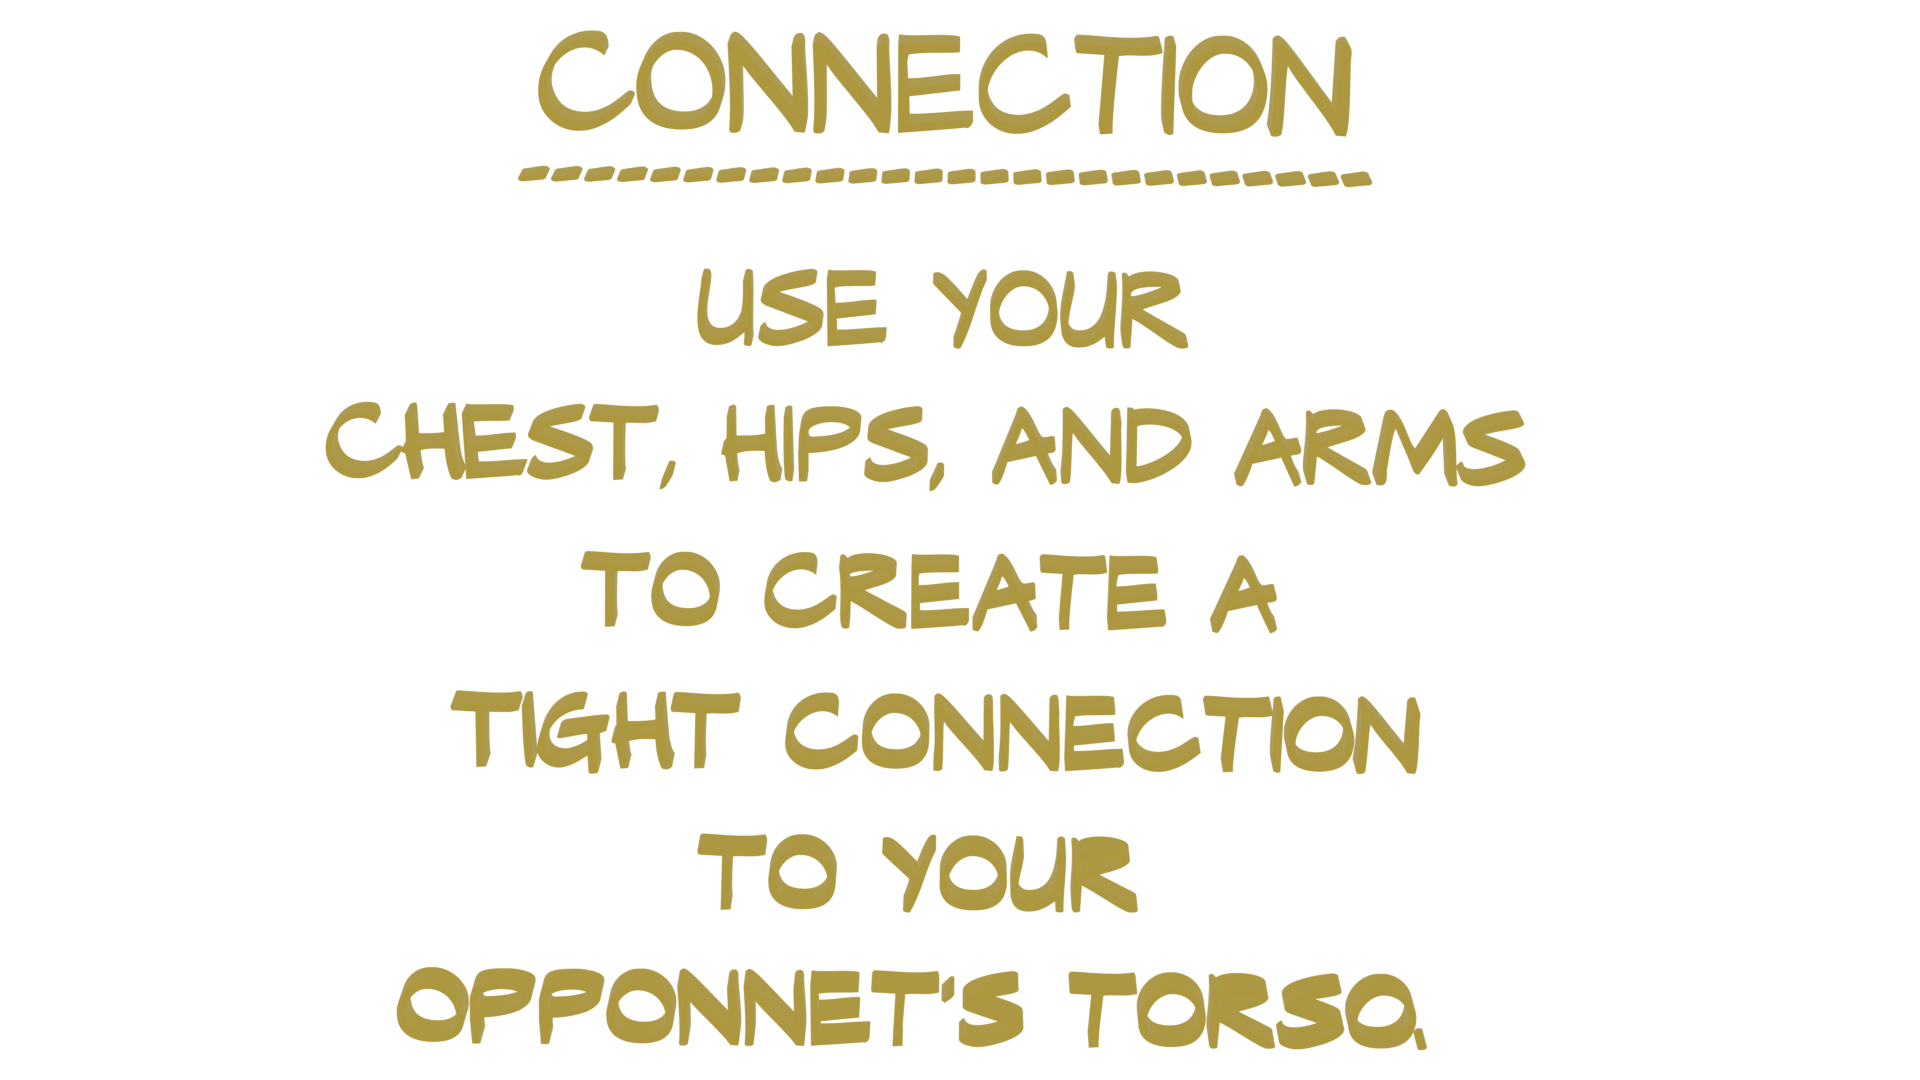 CONNECTION
USE YOUR
CHEST, HIPS, AND ARMS
TO CREATE A
TIGHT CONNECTION
TO YOUR
OPPONNET'S TORSO.